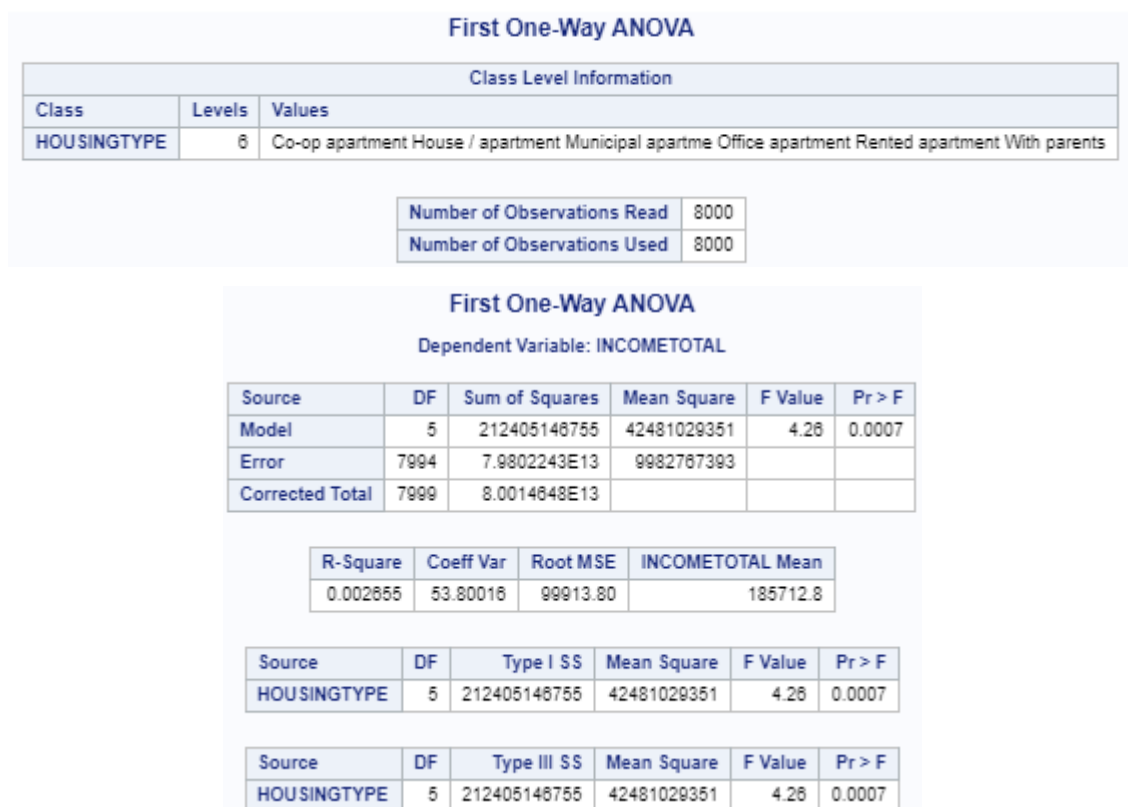 First One-Way ANOVA
Class Level Information
Class Levels Values
HOUSINGTYPE 6 Co-op apartment House / apartment Municipal apartme Office apartment Rented apartment With parents
Number of Observations Read 8000
Number of Observations Used 8000
First One-Way ANOVA
Dependent Variable: INCOMETOTAL
Source DF Sum of Squares Mean Square F Value Pr > F
Model 5 212405146755 42481029351 4.26 0.0007
Error 7994 7.9802243E13 9982767393
Corrected Total 7999 8.0014648E13
R-Square Coeff Var Root MSE INCOMETOTAL Mean
0.002655 53.80016 99913.80 185712.8
Source DF Type I SS Mean Square F Value Pr > F
HOUSINGTYPE 5 212405146755 42481029351 4.26 0.0007
Source DF Type III SS Mean Square F Value Pr > F
HOUSINGTYPE 5 212405146755 42481029351 4.26 0.0007